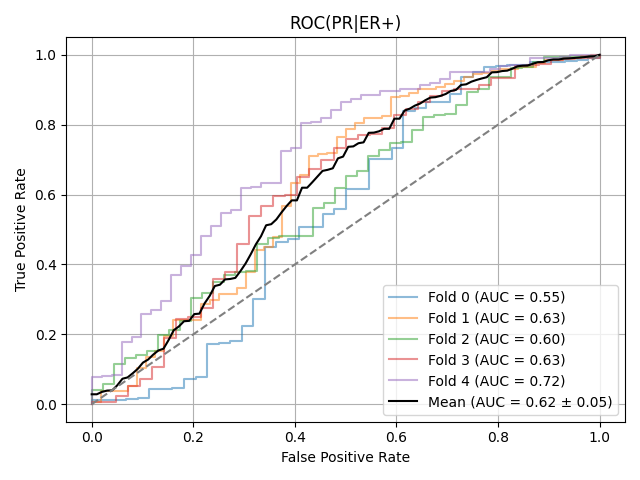 ROC(PR|ER+)
True Positive Rate
1.0
0.8
0.6
0.4
0.2
0.0
Fold 0 (AUC = 0.55)
Fold 1 (AUC = 0.63)
Fold 2 (AUC = 0.60)
Fold 3 (AUC = 0.63)
Fold 4 (AUC = 0.72)
Mean (AUC = 0.62 ± 0.05)
0.0 0.2 0.4 0.6 0.8 1.0
False Positive Rate